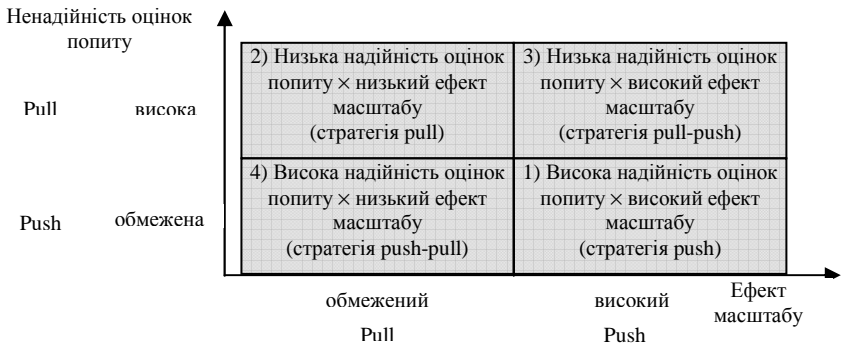 Ненадійність оцінок
попиту
2) Низька надійність оцінок
попиту × низький ефект
масштабу
(стратегія pull)
3) Низька надійність оцінок
попиту × високий ефект
масштабу
(стратегія pull-push)
Pull
висока
4) Висока надійність оцінок
попиту × низький ефект
масштабу
(стратегія push-pull)
1) Висока надійність оцінок
попиту × високий ефект
масштабу
(стратегія push)
Push
обмежена
обмежений
високий
Ефект
масштабу
Pull
Push